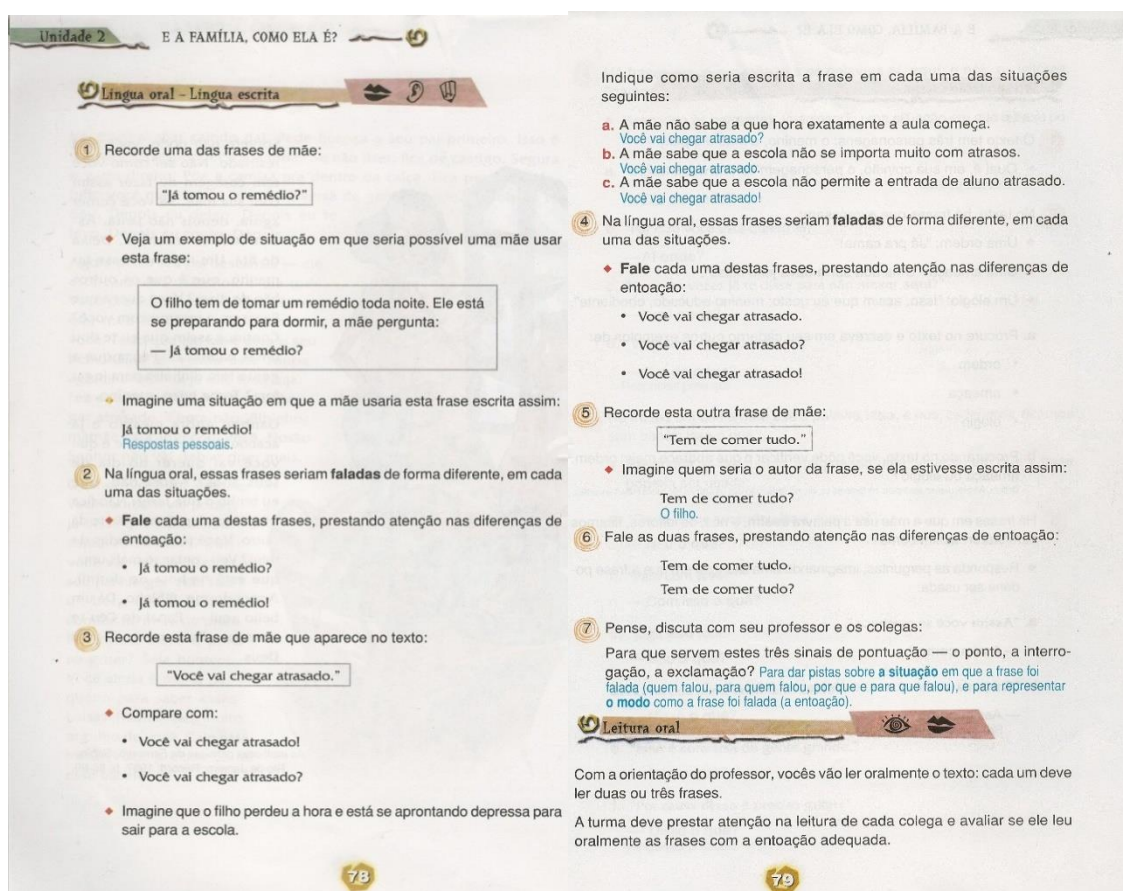 Unidade 2
E A FAMÍLIA, COMO ELA É?
Língua oral – Língua escrita
1 Recorde uma das frases de mãe:
"Já tomou o remédio?"
◆ Veja um exemplo de situação em que seria possível uma mãe usar
esta frase:
O filho tem de tomar um remédio toda noite. Ele está
se preparando para dormir, a mãe pergunta:
— Já tomou o remédio?
◆ Imagine uma situação em que a mãe usaria esta frase escrita assim:
Já tomou o remédio!
Respostas pessoais.
2 Na língua oral, essas frases seriam faladas de forma diferente, em cada
uma das situações.
◆ Fale cada uma destas frases, prestando atenção nas diferenças de
entoação:
• Já tomou o remédio?
• Já tomou o remédio!
3 Recorde esta frase de mãe que aparece no texto:
"Você vai chegar atrasado."
◆ Compare com:
• Você vai chegar atrasado!
• Você vai chegar atrasado?
◆ Imagine que o filho perdeu a hora e está se aprontando depressa para
sair para a escola.
78
Indique como seria escrita a frase em cada uma das situações
seguintes:
a. A mãe não sabe a que hora exatamente a aula começa.
Você vai chegar atrasado?
b. A mãe sabe que a escola não se importa muito com atrasos.
Você vai chegar atrasado.
c. A mãe sabe que a escola não permite a entrada de aluno atrasado.
Você vai chegar atrasado!
4 Na língua oral, essas frases seriam faladas de forma diferente, em cada
uma das situações.
◆ Fale cada uma destas frases, prestando atenção nas diferenças de
entoação:
• Você vai chegar atrasado.
• Você vai chegar atrasado?
• Você vai chegar atrasado!
5 Recorde esta outra frase de mãe:
"Tem de comer tudo."
◆ Imagine quem seria o autor da frase, se ela estivesse escrita assim:
Tem de comer tudo?
O filho.
6 Fale as duas frases, prestando atenção nas diferenças de entoação:
Tem de comer tudo.
Tem de comer tudo?
7 Pense, discuta com seu professor e os colegas:
Para que servem estes três sinais de pontuação — o ponto, a interro-
gação, a exclamação? Para dar pistas sobre a situação em que a frase foi
falada (quem falou, para quem falou, por que e para que falou), e para representar
o modo como a frase foi falada (a entoação).
Leitura oral
Com a orientação do professor, vocês vão ler oralmente o texto: cada um deve
ler duas ou três frases.
A turma deve prestar atenção na leitura de cada colega e avaliar se ele leu
oralmente as frases com a entoação adequada.
79